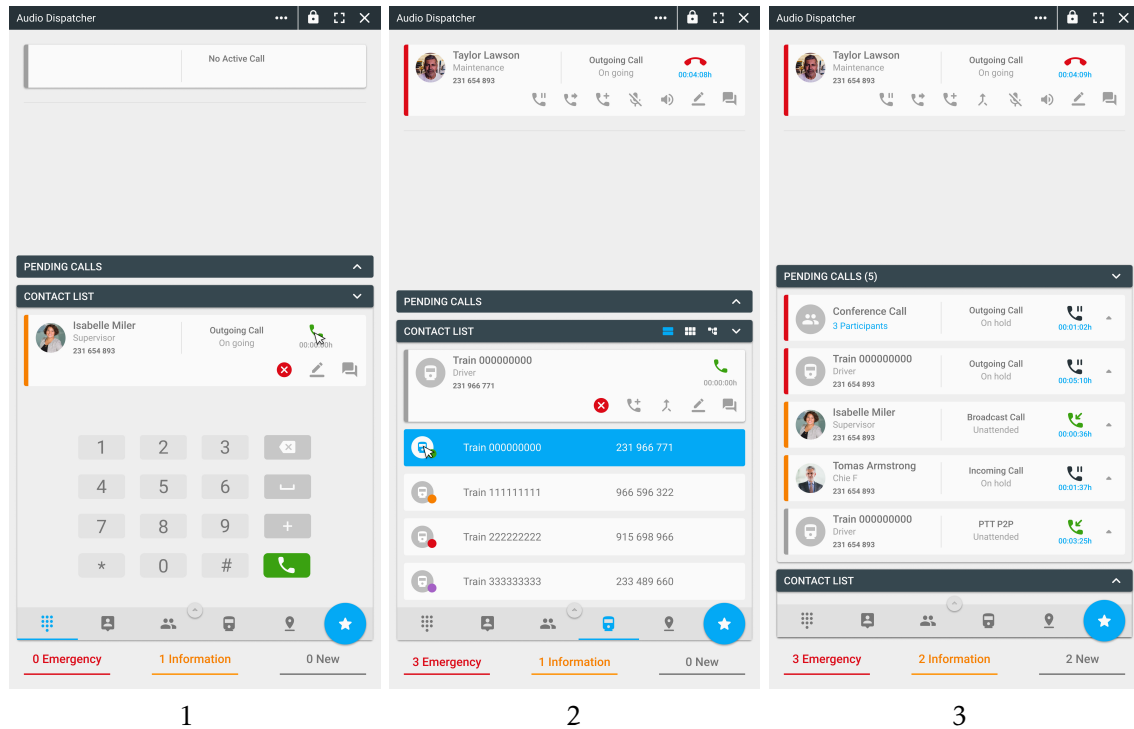 Audio Dispatcher
No Active Call
PENDING CALLS
CONTACT LIST
Isabelle Miler
Supervisor
231 654 893
Outgoing Call
On going
00:00:00h
1 2 3
4 5 6
7 8 9 +
* 0 #
0 Emergency 1 Information 0 New
1
Audio Dispatcher
Taylor Lawson
Maintenance
231 654 893
Outgoing Call
On going
00:04:08h
PENDING CALLS
CONTACT LIST
Train 000000000
Driver
231 966 771
00:00:00h
Train 000000000 231 966 771
Train 111111111 966 596 322
Train 222222222 915 698 966
Train 333333333 233 489 660
3 Emergency 1 Information 0 New
2
Audio Dispatcher
Taylor Lawson
Maintenance
231 654 893
Outgoing Call
On going
00:04:09h
PENDING CALLS (5)
Conference Call
3 Participants
Outgoing Call
On hold
00:01:02h
Train 000000000
Driver
231 654 893
Outgoing Call
On hold
00:05:10h
Isabelle Miler
Supervisor
231 654 893
Broadcast Call
Unattended
00:00:36h
Tomas Armstrong
Chie F
231 654 893
Incoming Call
On hold
00:01:37h
Train 000000000
Driver
231 654 893
PTT P2P
Unattended
00:03:25h
CONTACT LIST
3 Emergency 2 Information 2 New
3